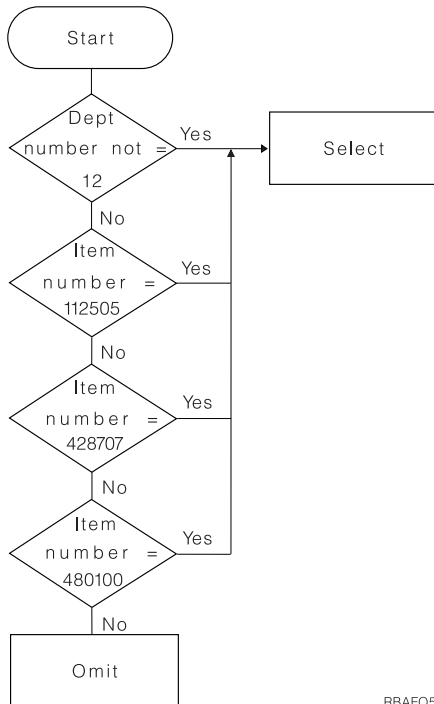 Start
Dept
number not =
12
Yes
Select
No
Item
number =
112505
Yes
No
Item
number =
428707
Yes
No
Item
number =
480100
Yes
No
Omit